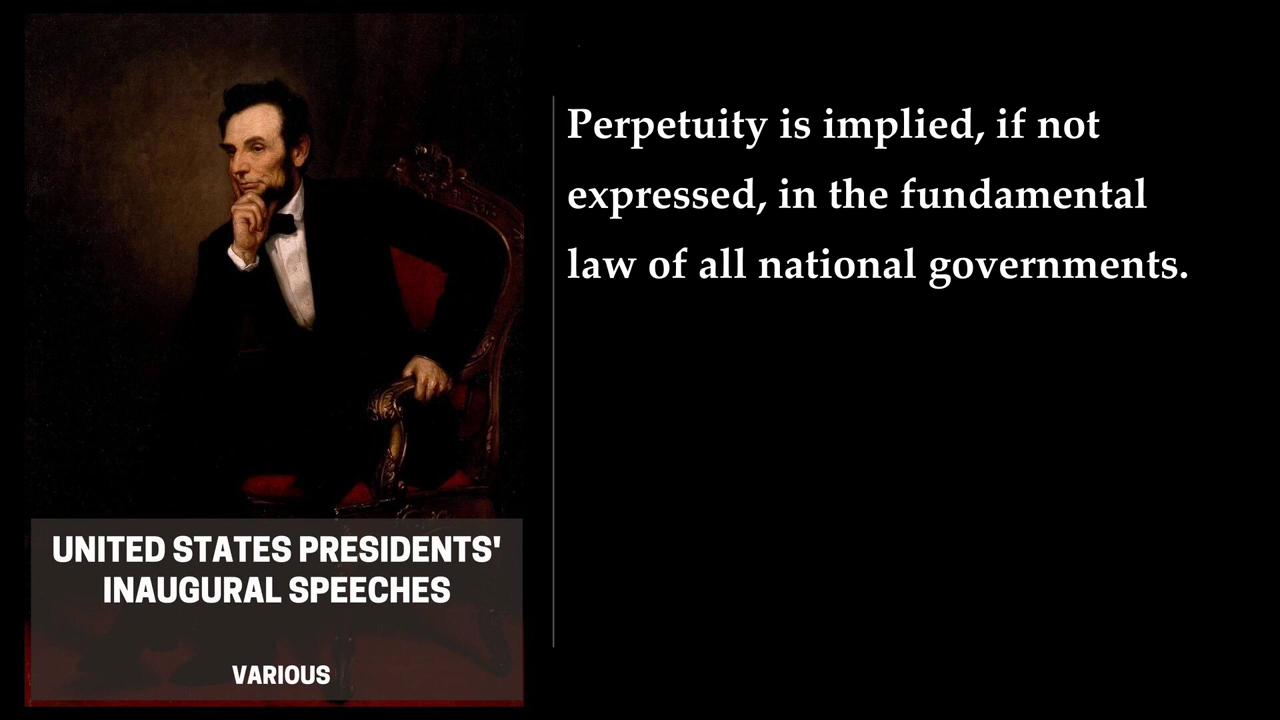 Perpetuity is implied, if not
expressed, in the fundamental
law of all national governments.
UNITED STATES PRESIDENTS'
INAUGURAL SPEECHES
VARIOUS